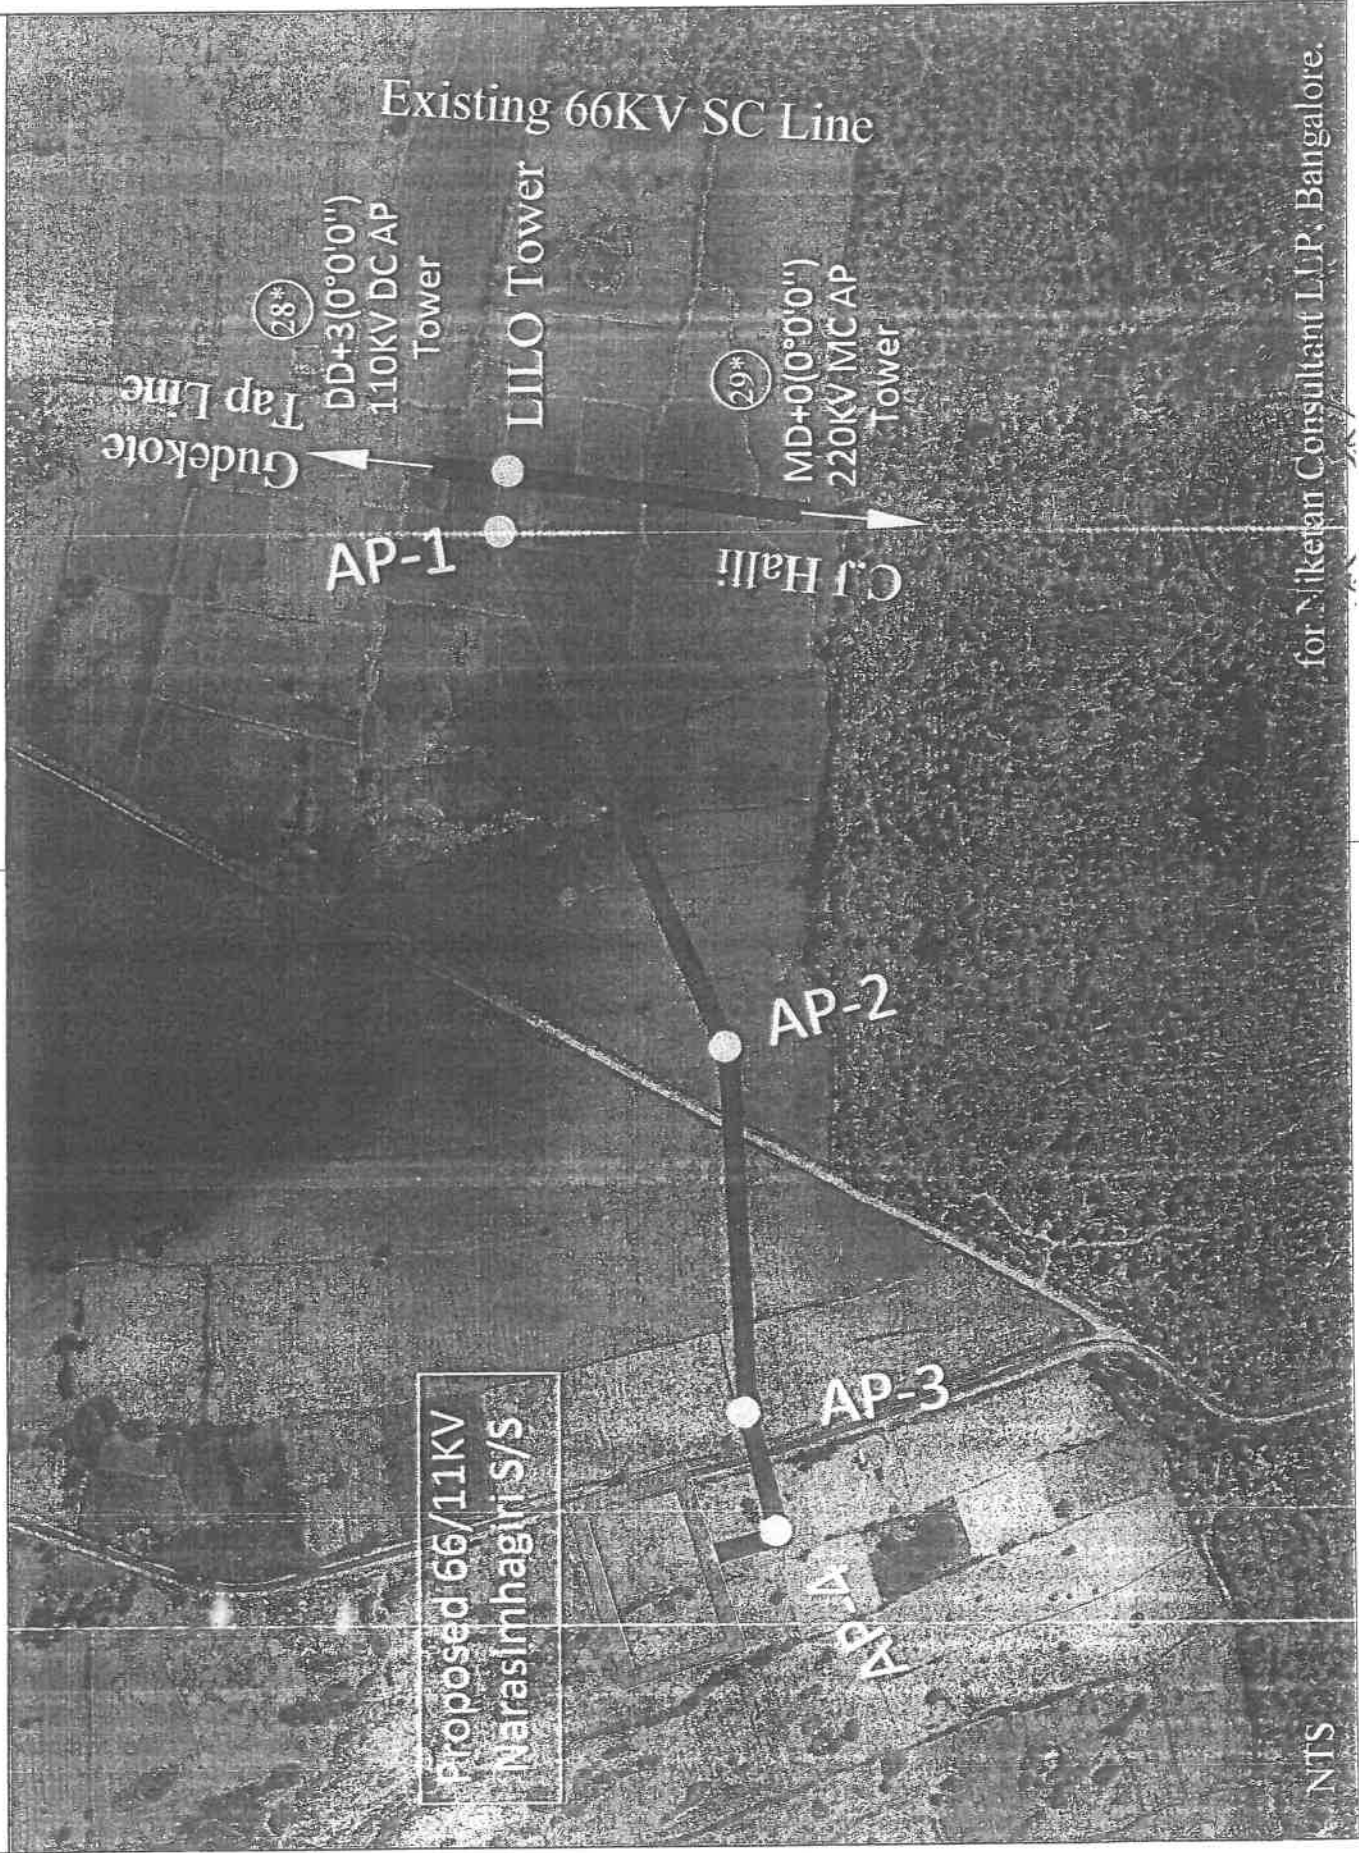 Existing 66KV SC Line
Gudekote
Tap Line
28*
DD+3(0°0'0")
110KV DC AP
Tower
LILO Tower
AP-1
29*
MD+0(0°0'0")
220KV MC AP
Tower
C.J Halli
AP-2
AP-3
AP-4
Proposed 66/11KV
Narasimhagiri S/S
NTS
for Niketan Consultant LLP, Bangalore.